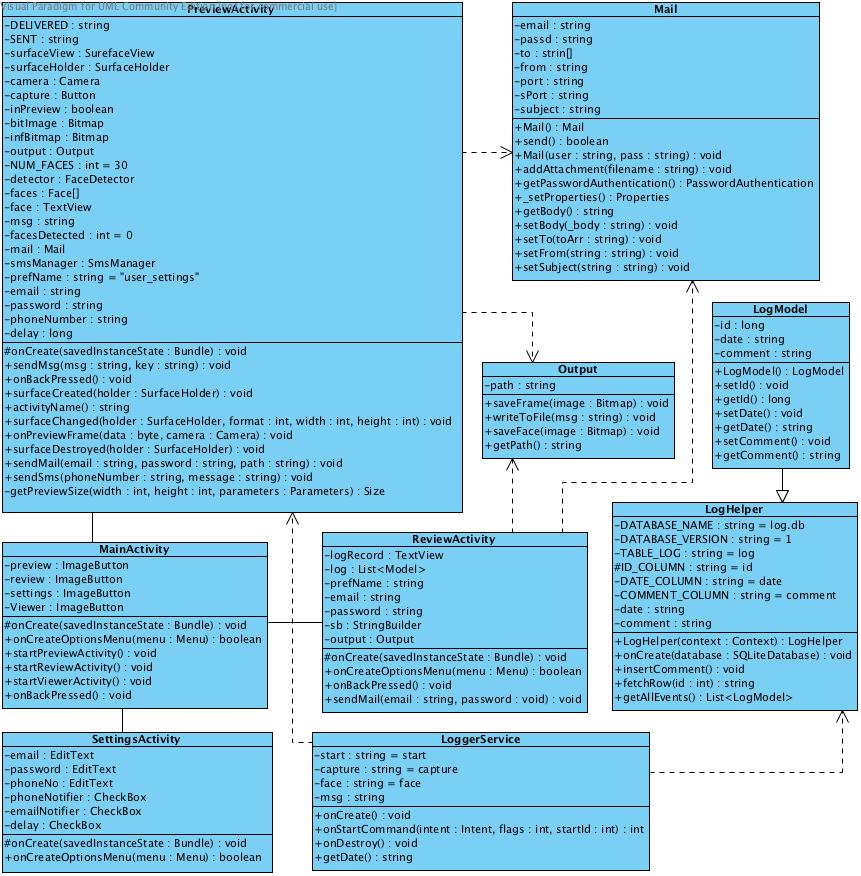 Visual Paradigm for UML Community Edition [not for commercial use]
PreviewActivity
-DELIVERED : string
-SENT : string
-surfaceView : SurefaceView
-surfaceHolder : SurfaceHolder
-camera : Camera
-capture : Button
-inPreview : boolean
-bitImage : Bitmap
-infBitmap : Bitmap
-output : Output
-NUM_FACES : int = 30
-detector : FaceDetector
-faces : Face[]
-face : TextView
-msg : string
-facesDetected : int = 0
-mail : Mail
-smsManager : SmsManager
-prefName : string = "user_settings"
-email : string
-password : string
-phoneNumber : string
-delay : long
#onCreate(savedInstanceState : Bundle) : void
+sendMsg(msg : string, key : string) : void
+onBackPressed() : void
+surfaceCreated(holder : SurfaceHolder) : void
+activityName() : string
+surfaceChanged(holder : SurfaceHolder, format : int, width : int, height : int) : void
+onPreviewFrame(data : byte, camera : Camera) : void
+surfaceDestroyed(holder : SurfaceHolder) : void
+sendMail(email : string, password : string, path : string) : void
+sendSms(phoneNumber : string, message : string) : void
-getPreviewSize(width : int, height : int, parameters : Parameters) : Size
Mail
-email : string
-passd : string
-to : strin[]
-from : string
-port : string
-sPort : string
-subject : string
+Mail() : Mail
+send() : boolean
+Mail(user : string, pass : string) : void
+addAttachment(filename : string) : void
+getPasswordAuthentication() : PasswordAuthentication
+_setProperties() : Properties
+getBody() : string
+setBody(_body : string) : void
+setTo(toArr : string) : void
+setFrom(string : string) : void
+setSubject(string : string) : void
Output
-path : string
+saveFrame(image : Bitmap) : void
+writeToFile(msg : string) : void
+saveFace(image : Bitmap) : void
+getPath() : string
LogModel
-id : long
-date : string
-comment : string
+LogModel() : LogModel
+setId() : void
+getId() : long
+setDate() : void
+getDate() : string
+setComment() : void
+getComment() : string
MainActivity
-preview : ImageButton
-review : ImageButton
-settings : ImageButton
-Viewer : ImageButton
#onCreate(savedInstanceState : Bundle) : void
+onCreateOptionsMenu(menu : Menu) : boolean
+startPreviewActivity() : void
+startReviewActivity() : void
+startViewerActivity() : void
+onBackPressed() : void
ReviewActivity
-logRecord : TextView
-log : List<Model>
-prefName : string
-email : string
-password : string
-sb : StringBuilder
-output : Output
#onCreate(savedInstanceState : Bundle) : void
+onCreateOptionsMenu(menu : Menu) : boolean
+onBackPressed() : void
+sendMail(email : string, password : void) : void
LogHelper
-DATABASE_NAME : string = log.db
-DATABASE_VERSION : string = 1
-TABLE_LOG : string = log
#ID_COLUMN : string = id
-DATE_COLUMN : string = date
-COMMENT_COLUMN : string = comment
-date : string
-comment : string
+LogHelper(context : Context) : LogHelper
+onCreate(database : SQLiteDatabase) : void
+insertComment() : void
+fetchRow(id : int) : string
+getAllEvents() : List<LogModel>
SettingsActivity
-email : EditText
-password : EditText
-phoneNo : EditText
-phoneNotifier : CheckBox
-emailNotifier : CheckBox
-delay : CheckBox
#onCreate(savedInstanceState : Bundle) : void
+onCreateOptionsMenu(menu : Menu) : boolean
LoggerService
-start : string = start
-capture : string = capture
-face : string = face
-msg : string
+onCreate() : void
+onStartCommand(intent : Intent, flags : int, startId : int) : int
+onDestroy() : void
+getDate() : string